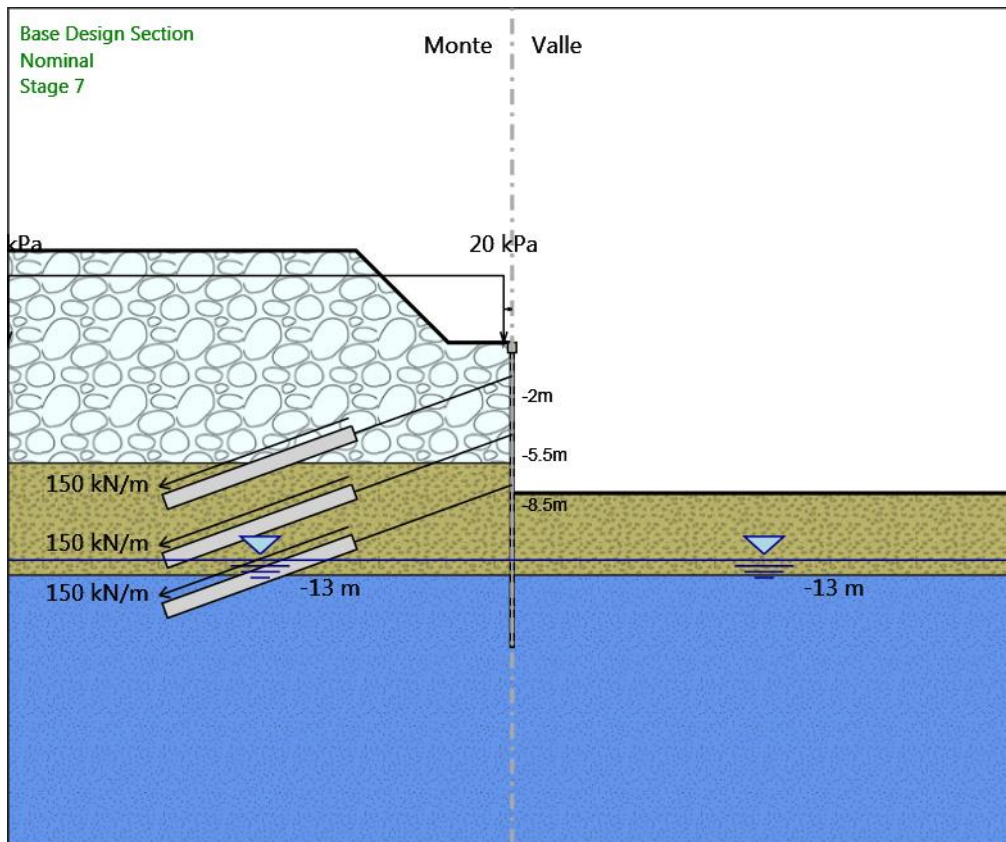 Base Design Section
Nominal
Stage 7
Monte
Valle
kPa
20 kPa
-2m
-5.5m
-8.5m
150 kN/m
150 kN/m
150 kN/m
-13 m
-13 m